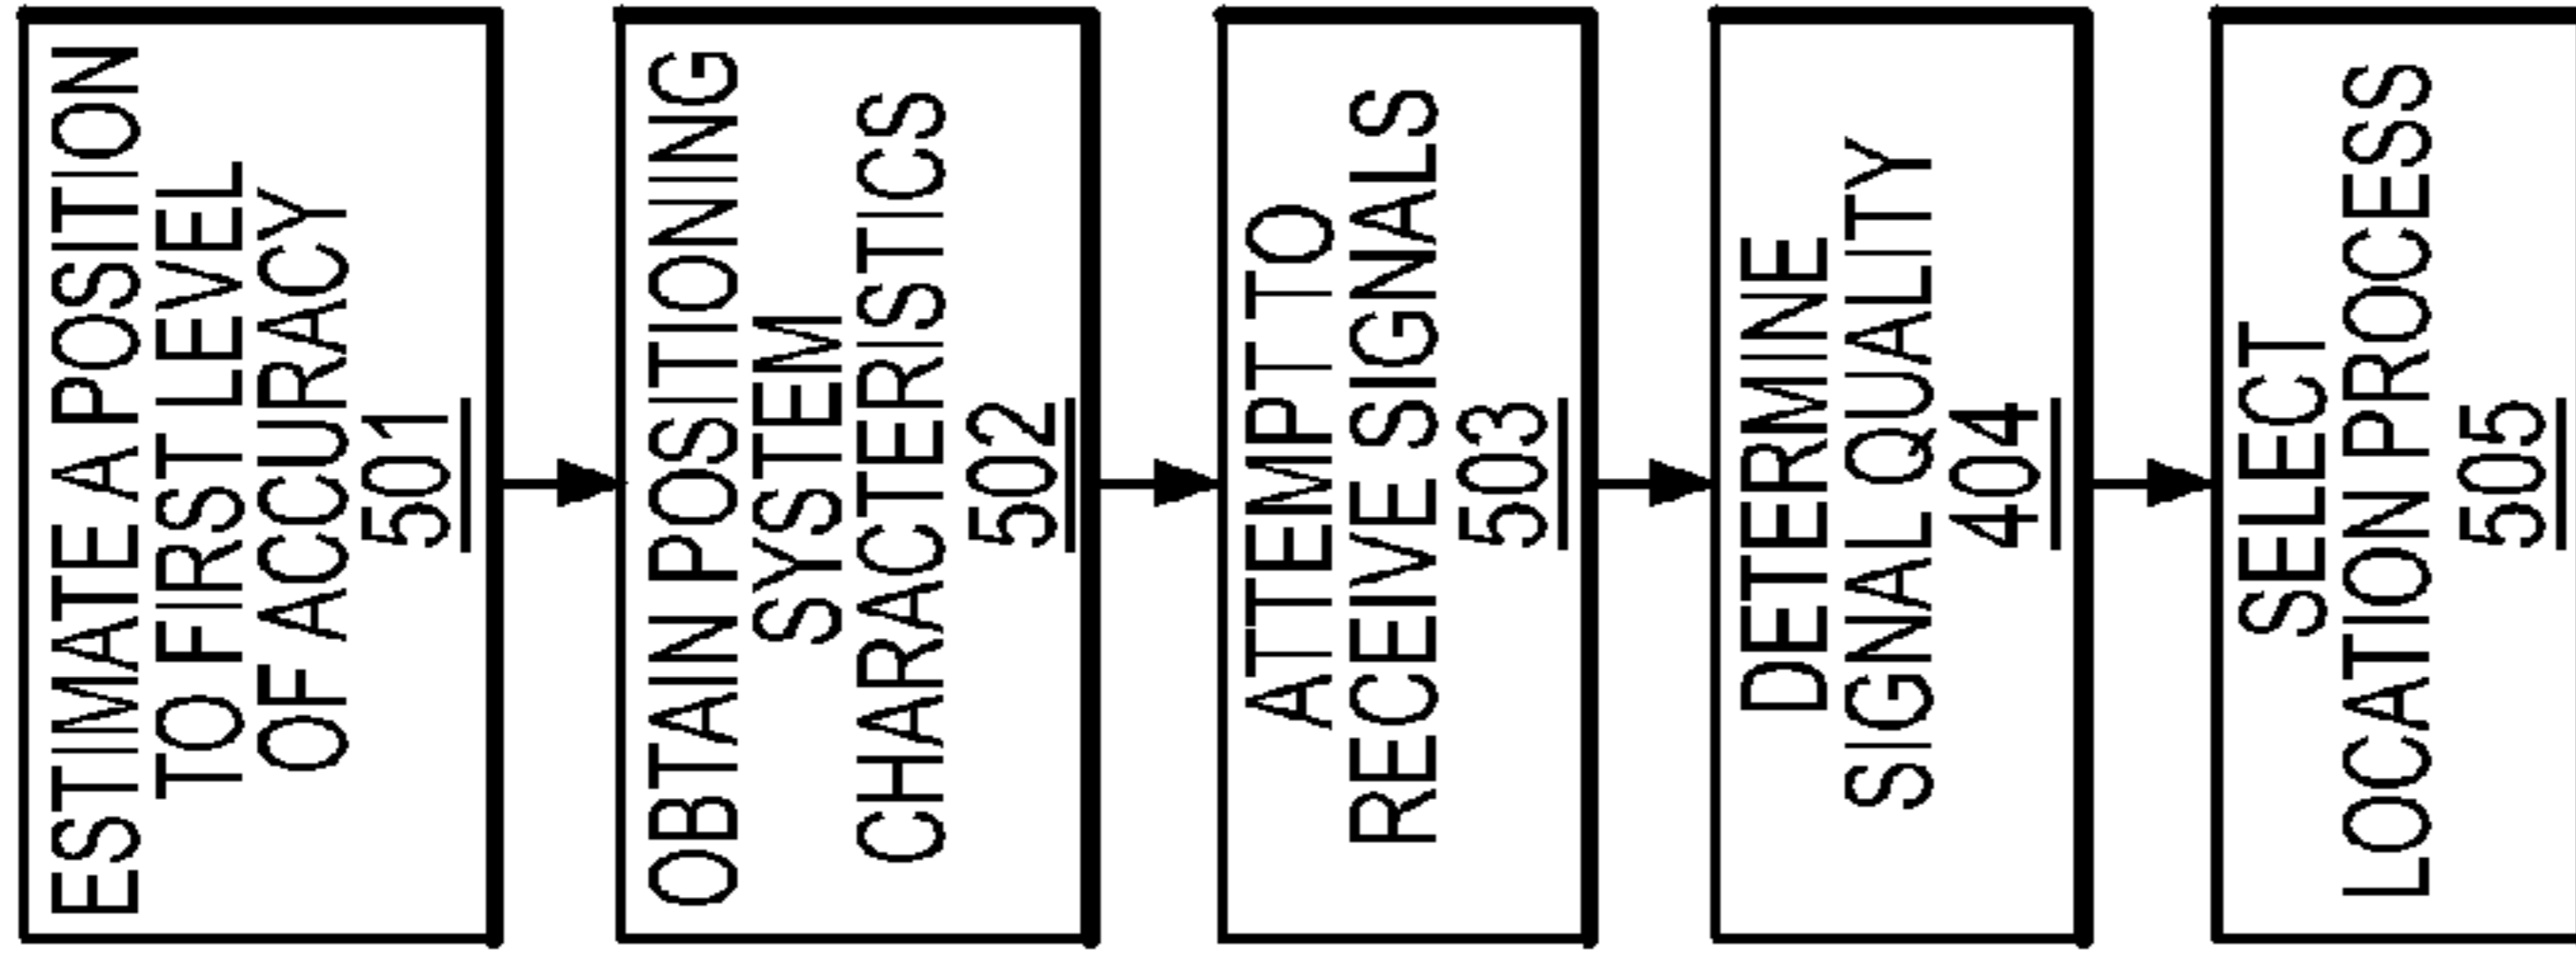 ESTIMATE A POSITION
TO FIRST LEVEL
OF ACCURACY
501
OBTAIN POSITIONING
SYSTEM
CHARACTERISTICS
502
ATTEMPT TO
RECEIVE SIGNALS
503
DETERMINE
SIGNAL QUALITY
404
SELECT
LOCATION PROCESS
505